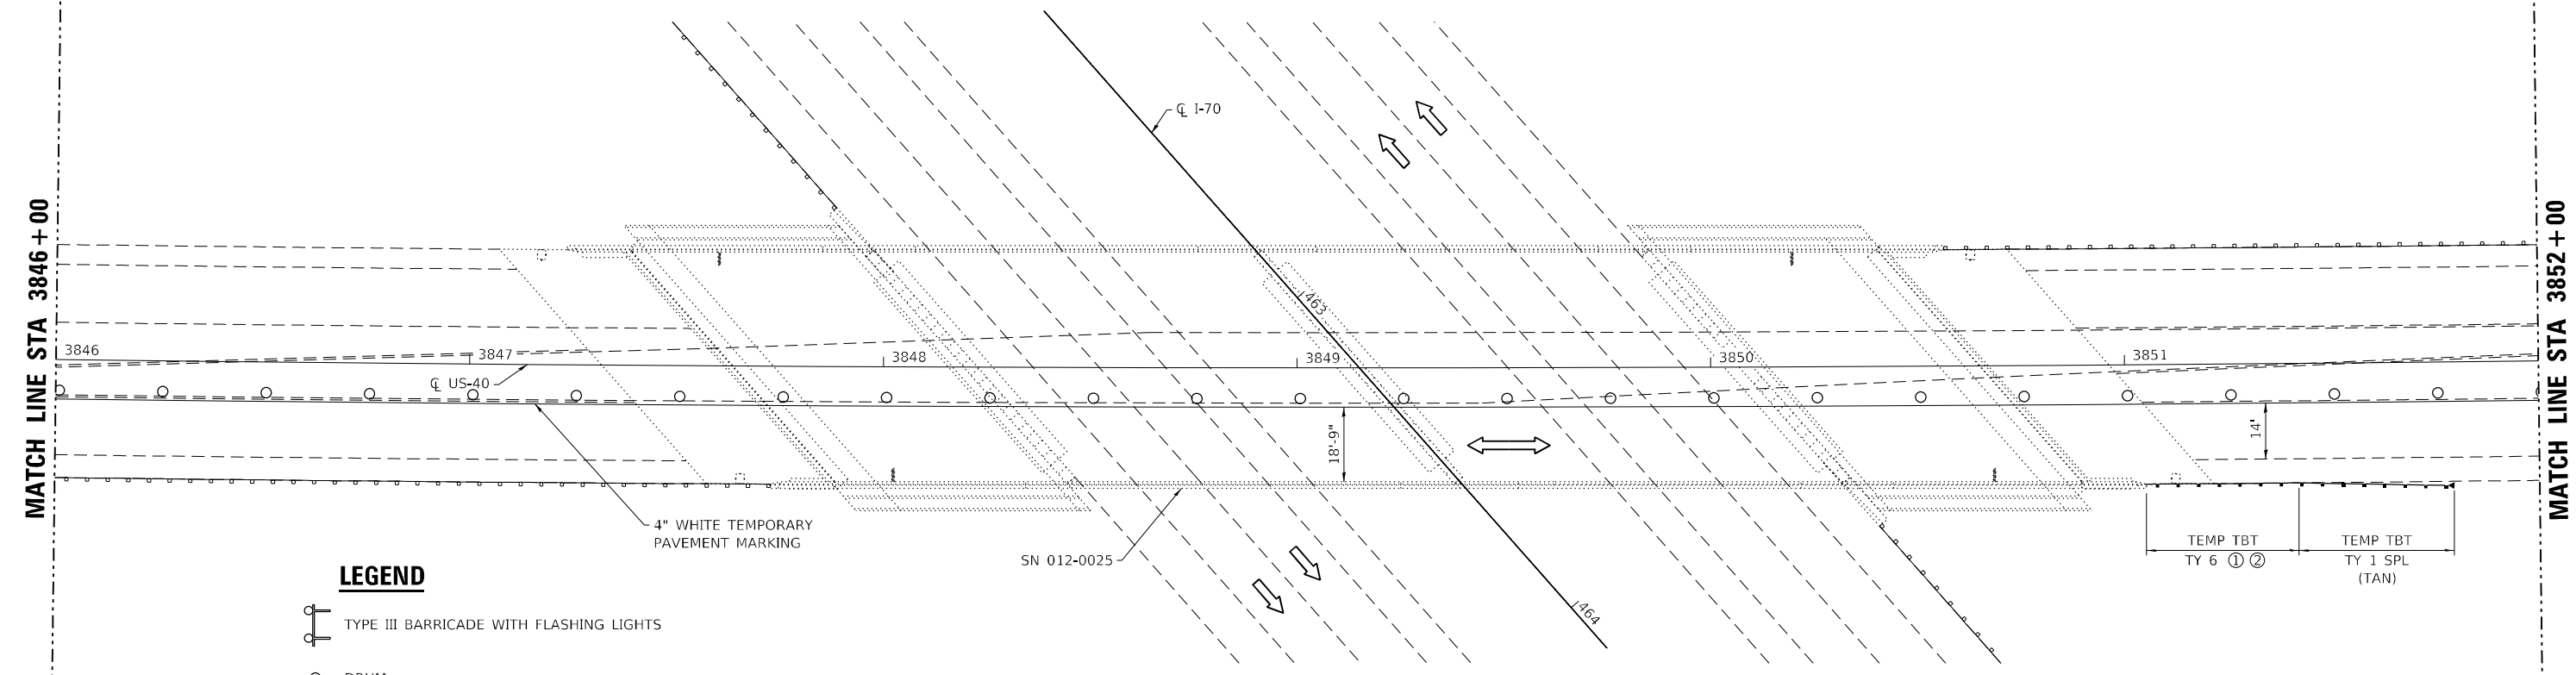 MATCH LINE STA 3846+00
℄ I-70
463
3846
3847
3848
3849
3850
3851
℄ US-40
18'-9"
14'
4" WHITE TEMPORARY
PAVEMENT MARKING
SN 012-0025
464
TEMP TBT
TY 6 ① ②
TEMP TBT
TY 1 SPL
(TAN)
MATCH LINE STA 3852+00
LEGEND
TYPE III BARRICADE WITH FLASHING LIGHTS